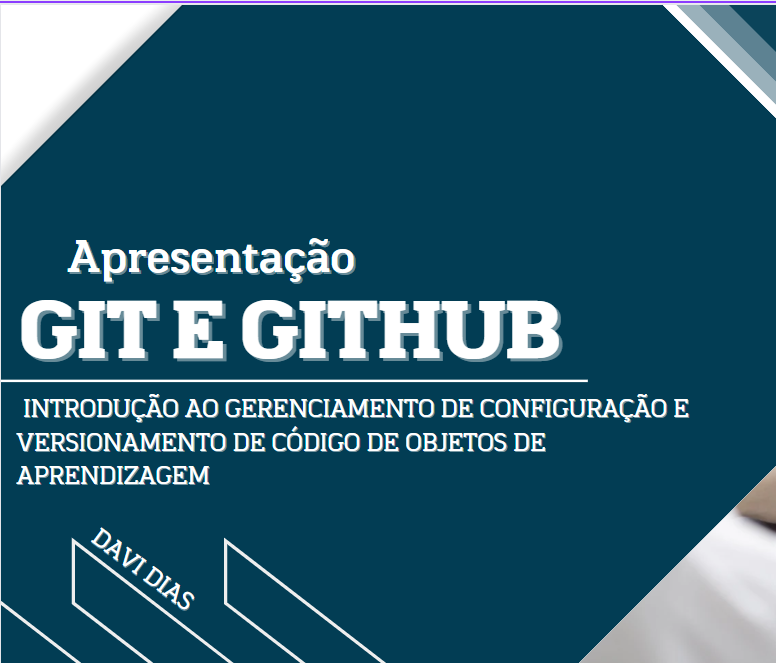 Apresentação
GIT E GITHUB
INTRODUÇÃO AO GERENCIAMENTO DE CONFIGURAÇÃO E
VERSIONAMENTO DE CÓDIGO DE OBJETOS DE
APRENDIZAGEM
DAVI DIAS